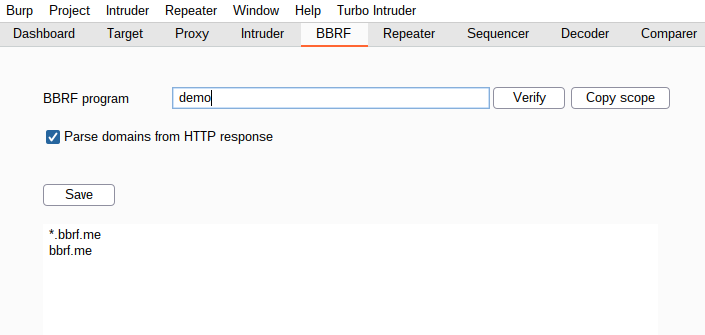 Burp Project Intruder Repeater Window Help Turbo Intruder
Dashboard Target Proxy Intruder BBRF Repeater Sequencer Decoder Comparer
BBRF program demo Verify Copy scope
Parse domains from HTTP response
Save
*.bbrf.me
bbrf.me